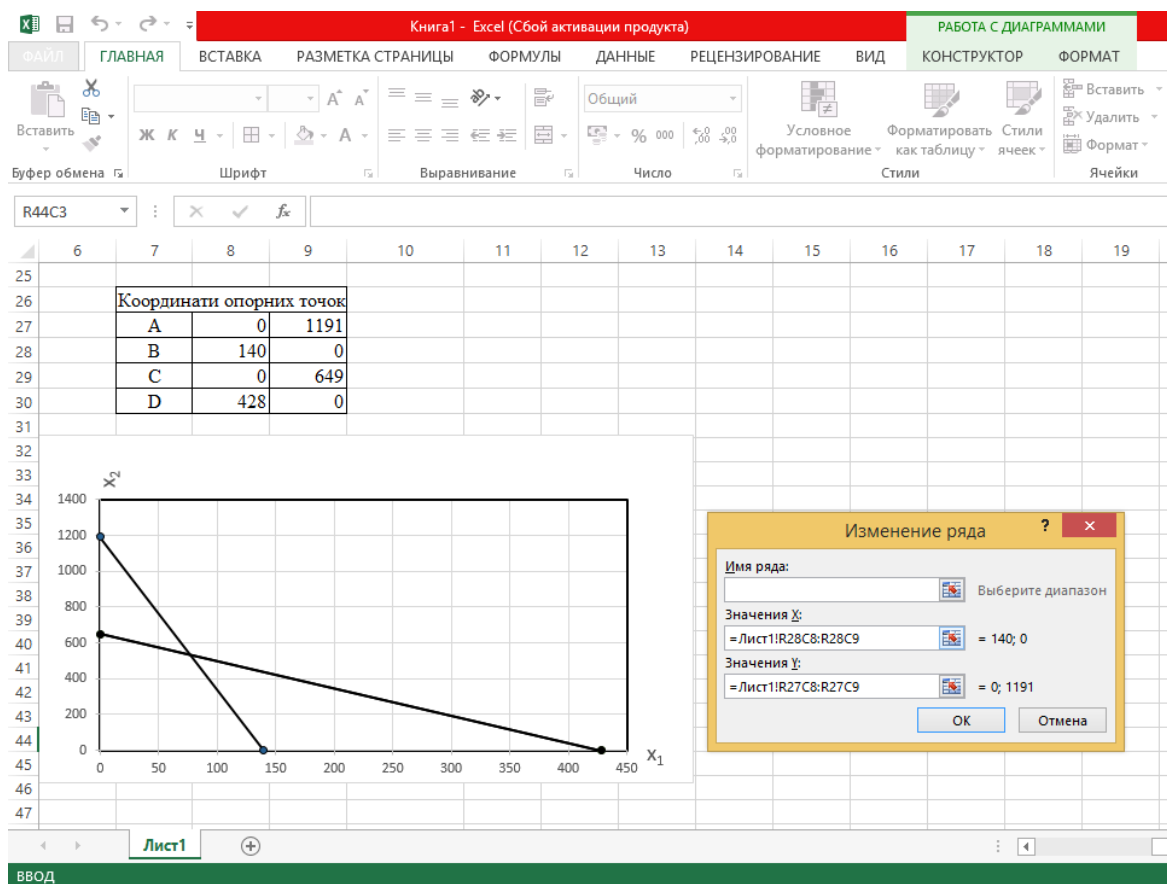 Книга1 - Excel (Сбой активации продукта)
РАБОТА С ДИАГРАММАМИ
ФАЙЛ ГЛАВНАЯ ВСТАВКА РАЗМЕТКА СТРАНИЦЫ ФОРМУЛЫ ДАННЫЕ РЕЦЕНЗИРОВАНИЕ ВИД КОНСТРУКТОР ФОРМАТ
Вставить
Ж К Ч
A A
A
Общий
% 000
Условное форматирование
Форматировать как таблицу
Стили ячеек
Вставить
Удалить
Формат
Буфер обмена Шрифт Выравнивание Число Стили Ячейки
R44C3 fx
6 7 8 9 10 11 12 13 14 15 16 17 18 19
25
26 Координати опорних точок
27 A 0 1191
28 B 140 0
29 C 0 649
30 D 428 0
31
32
33
34
35
36
37
38
39
40
41
42
43
44
45
46
47
X2
1400
1200
1000
800
600
400
200
0
0 50 100 150 200 250 300 350 400 450 X1
Изменение ряда ? ×
Имя ряда:
Выберите диапазон
Значения X:
=Лист1!R28C8:R28C9 = 140; 0
Значения Y:
=Лист1!R27C8:R27C9 = 0; 1191
ОК Отмена
Лист1
ВВОД